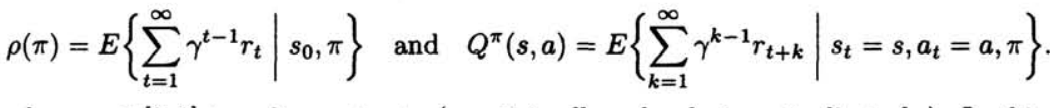 ρ(π) = E{∑_{t=1}^{∞} γ^{t-1} r_t | s_0, π} and Q^π(s, a) = E{∑_{k=1}^{∞} γ^{k-1} r_{t+k} | s_t = s, a_t = a, π}.